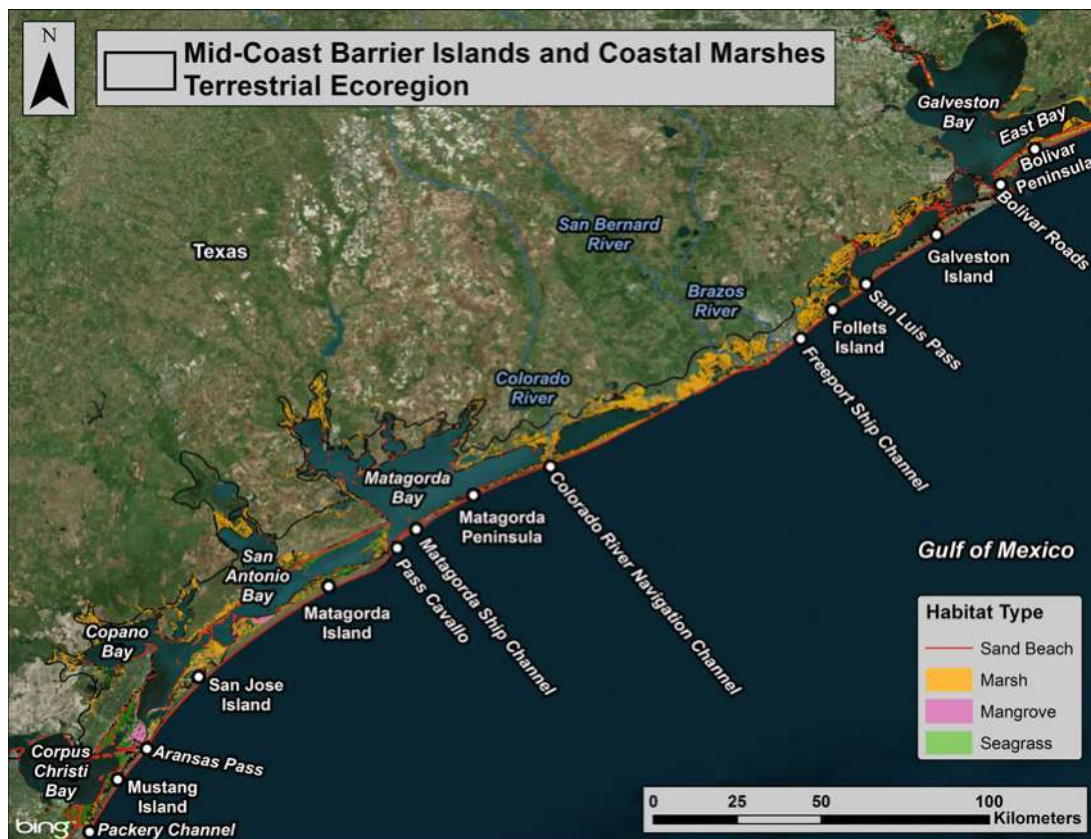 N
Mid-Coast Barrier Islands and Coastal Marshes
Terrestrial Ecoregion
Galveston
Bay
East Bay
Bolivar
Peninsula
Bolivar Roads
San Bernard
River
Texas
Galveston
Island
Brazos
River
San Luis Pass
Follets
Island
Freeport Ship Channel
Colorado
River
Matagorda
Bay
Matagorda
Peninsula
Colorado River Navigation Channel
Matagorda Ship Channel
Pass Cavallo
Gulf of Mexico
San
Antonio
Bay
Matagorda
Island
Copano
Bay
San Jose
Island
Corpus
Christi
Bay
Aransas Pass
Mustang
Island
Packery Channel
Habitat Type
Sand Beach
Marsh
Mangrove
Seagrass
0 25 50 100
Kilometers
bing